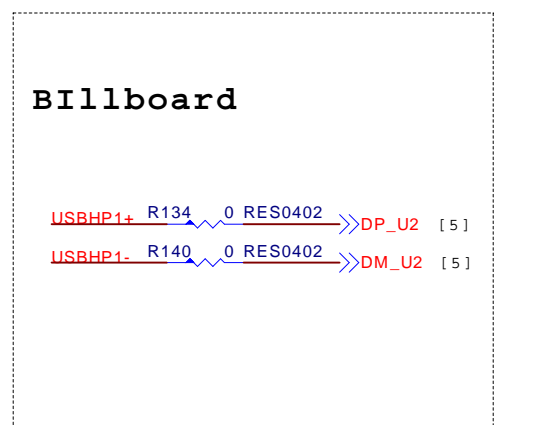 BIllboard
USBHP1+ R134 0 RES0402 DP_U2 [5]
USBHP1- R140 0 RES0402 DM_U2 [5]